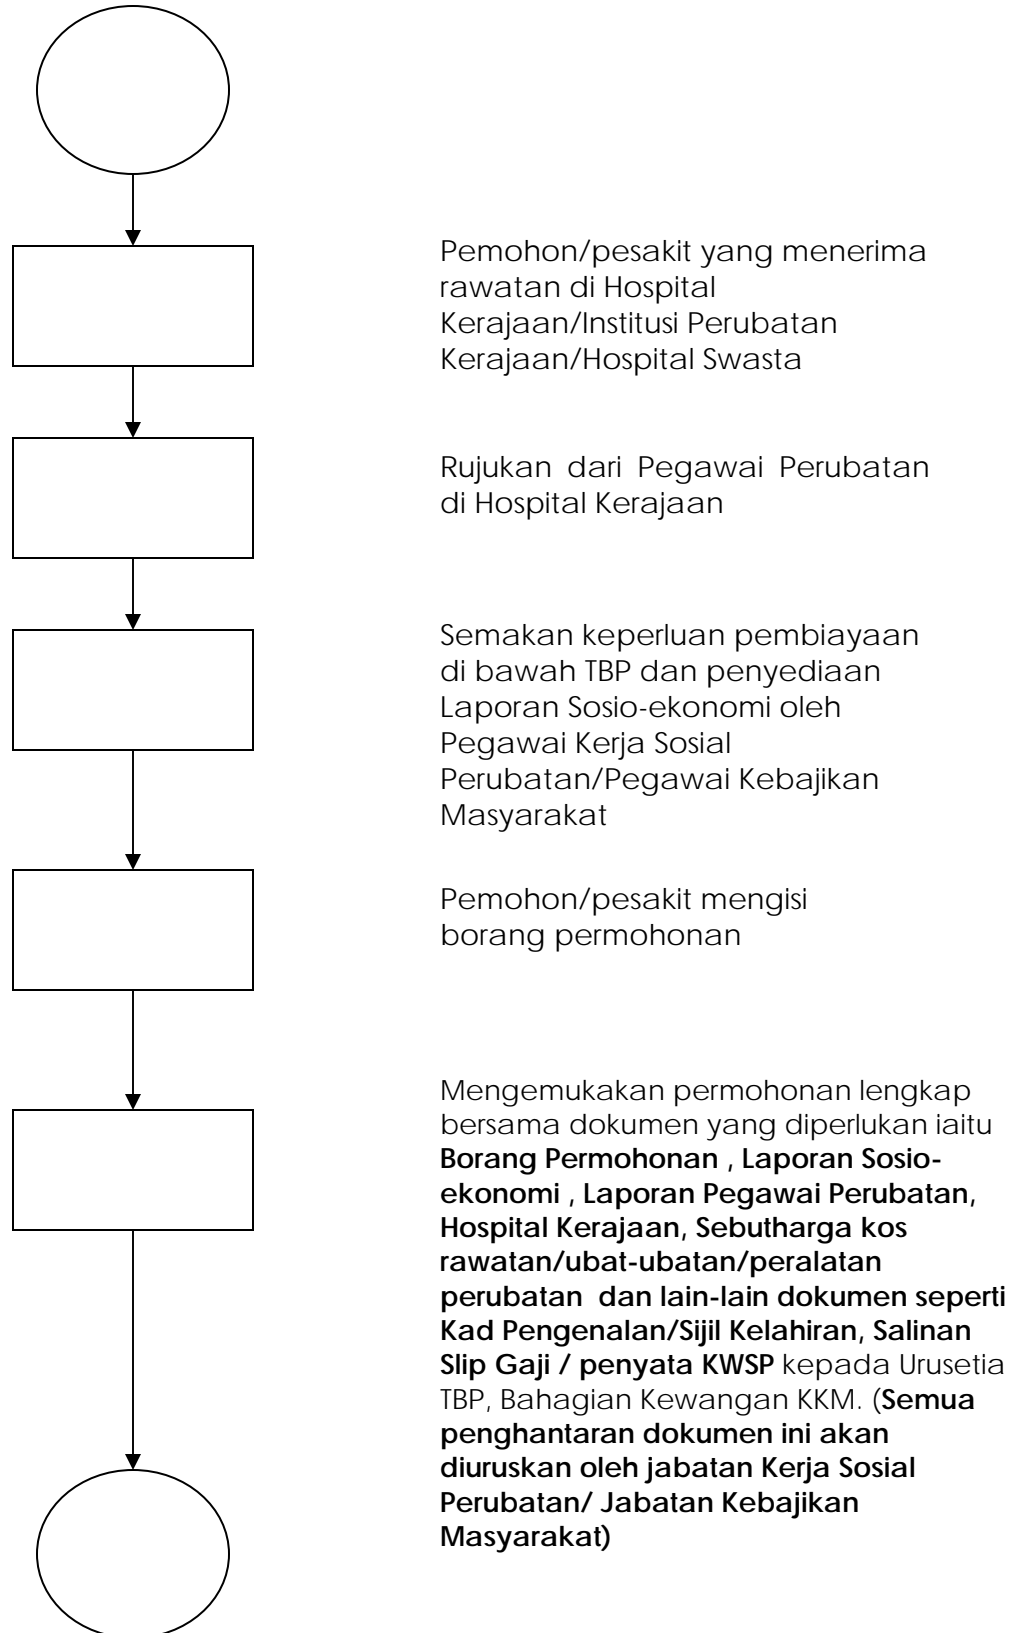 Pemohon/pesakit yang menerima
rawatan di Hospital
Kerajaan/Institusi Perubatan
Kerajaan/Hospital Swasta
Rujukan dari Pegawai Perubatan
di Hospital Kerajaan
Semakan keperluan pembiayaan
di bawah TBP dan penyediaan
Laporan Sosio-ekonomi oleh
Pegawai Kerja Sosial
Perubatan/Pegawai Kebajikan
Masyarakat
Pemohon/pesakit mengisi
borang permohonan
Mengemukakan permohonan lengkap
bersama dokumen yang diperlukan iaitu
Borang Permohonan , Laporan Sosio-
ekonomi , Laporan Pegawai Perubatan,
Hospital Kerajaan, Sebutharga kos
rawatan/ubat-ubatan/peralatan
perubatan dan lain-lain dokumen seperti
Kad Pengenalan/Sijil Kelahiran, Salinan
Slip Gaji / penyata KWSP kepada Urusetia
TBP, Bahagian Kewangan KKM. (Semua
penghantaran dokumen ini akan
diuruskan oleh jabatan Kerja Sosial
Perubatan/ Jabatan Kebajikan
Masyarakat)